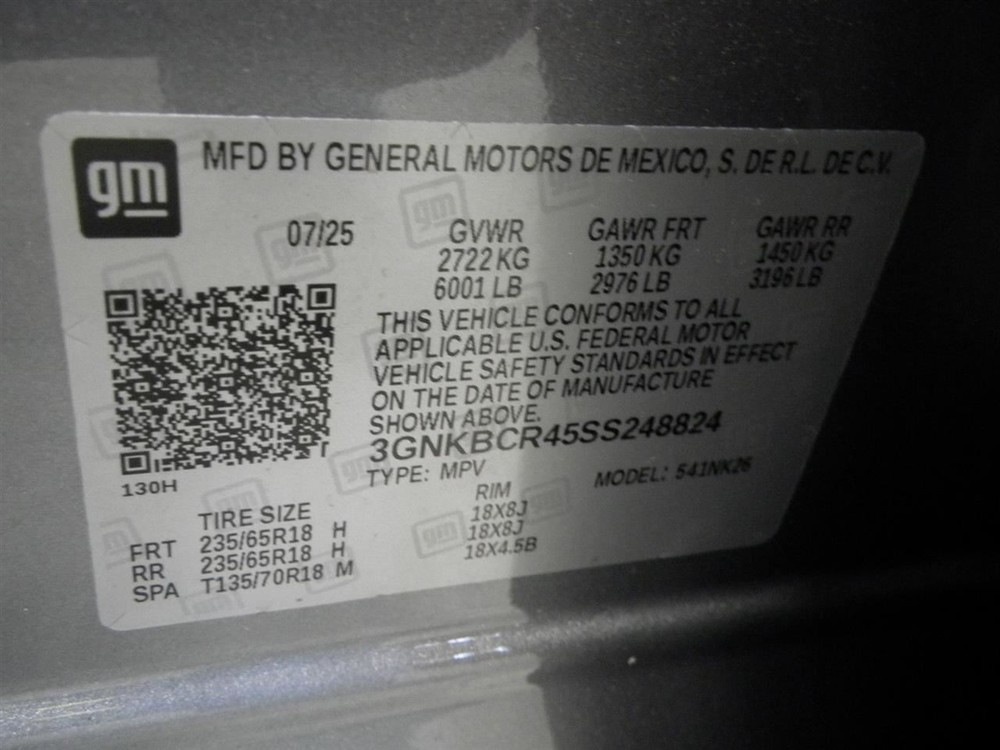 gm
MFD BY GENERAL MOTORS DE MEXICO, S. DE R.L. DE C.V.
07/25 GVWR GAWR FRT GAWR RR
2722 KG 1350 KG 1450 KG
6001 LB 2976 LB 3196 LB
THIS VEHICLE CONFORMS TO ALL
APPLICABLE U.S. FEDERAL MOTOR
VEHICLE SAFETY STANDARDS IN EFFECT
ON THE DATE OF MANUFACTURE
SHOWN ABOVE.
3GNKBCR45SS248824
TYPE: MPV MODEL: 541NK26
130H
TIRE SIZE RIM
FRT 235/65R18 H 18X8J
RR 235/65R18 H 18X8J
SPA T135/70R18 M 18X4.5B